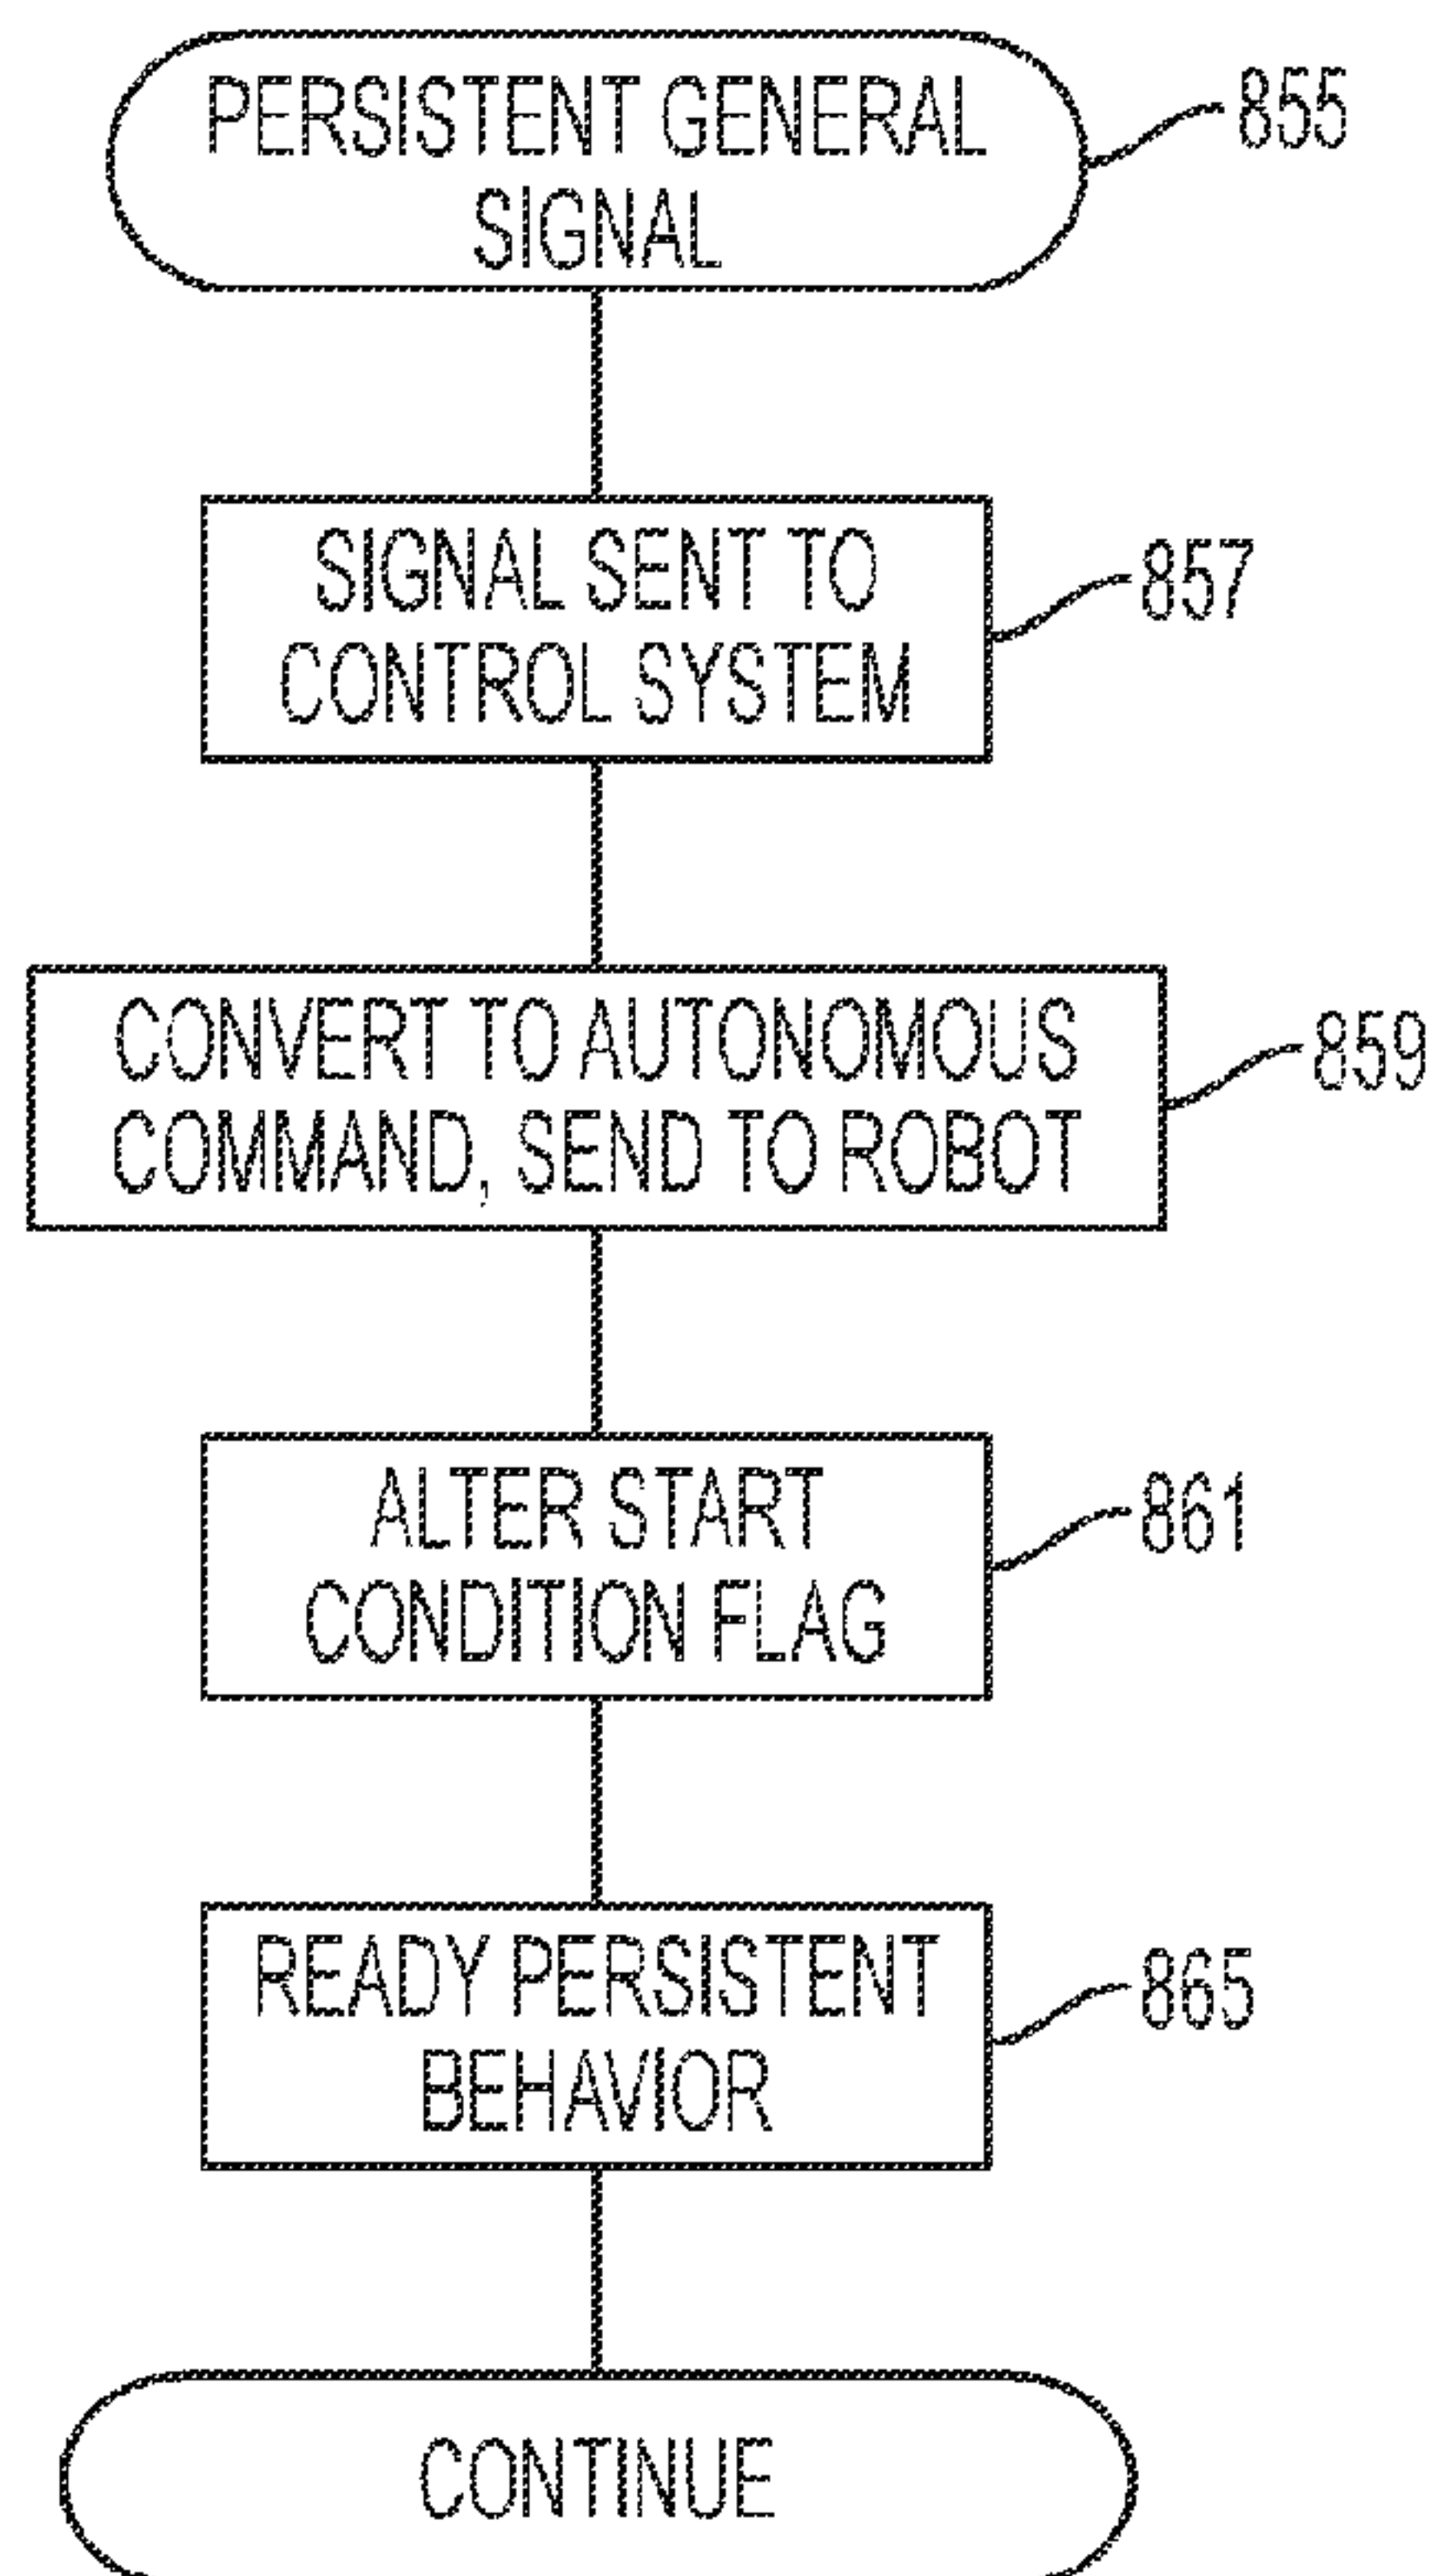 PERSISTENT GENERAL
SIGNAL
855
SIGNAL SENT TO
CONTROL SYSTEM
857
CONVERT TO AUTONOMOUS
COMMAND, SEND TO ROBOT
859
ALTER START
CONDITION FLAG
861
READY PERSISTENT
BEHAVIOR
865
CONTINUE